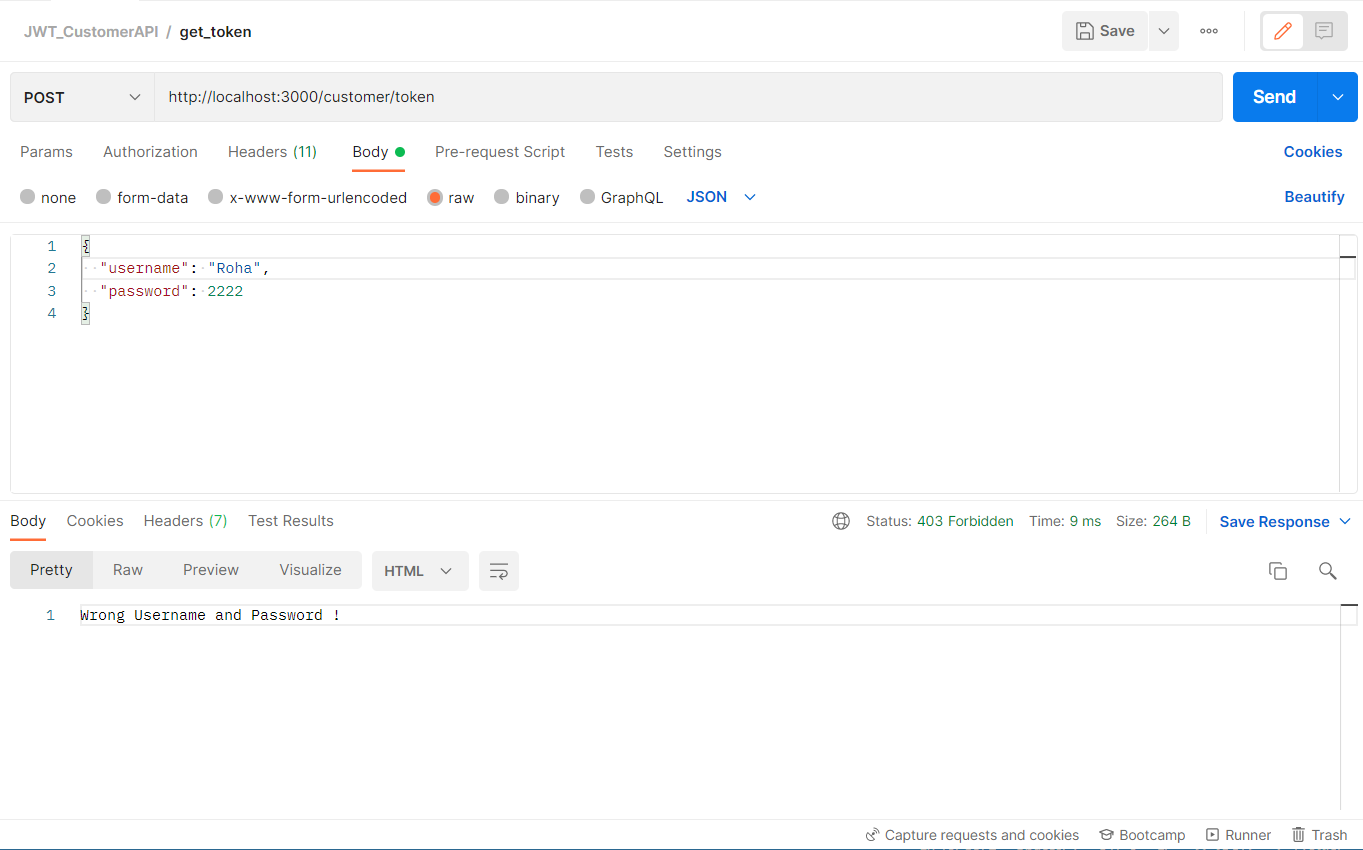 JWT_CustomerAPI / get_token
Save
POST
http://localhost:3000/customer/token
Send
Params Authorization Headers (11) Body Pre-request Script Tests Settings Cookies
none form-data x-www-form-urlencoded raw binary GraphQL JSON Beautify
1 {
2 "username": "Roha",
3 "password": 2222
4 }
Body Cookies Headers (7) Test Results Status: 403 Forbidden Time: 9 ms Size: 264 B Save Response
Pretty Raw Preview Visualize HTML
1 Wrong Username and Password !
Capture requests and cookies Bootcamp Runner Trash